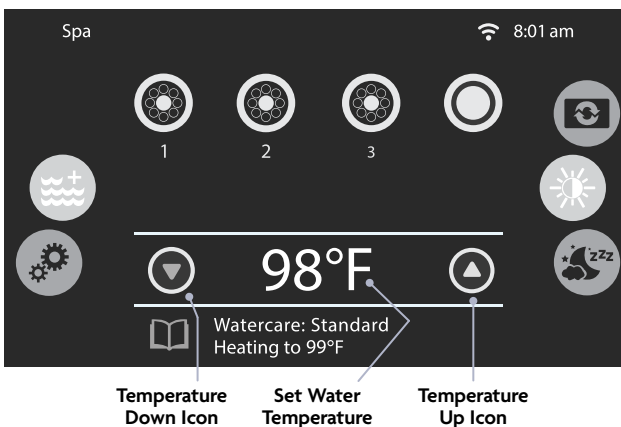 Spa
8:01 am
1 2 3
zzZ
98°F
Watercare: Standard
Heating to 99°F
Temperature
Down Icon
Set Water
Temperature
Temperature
Up Icon